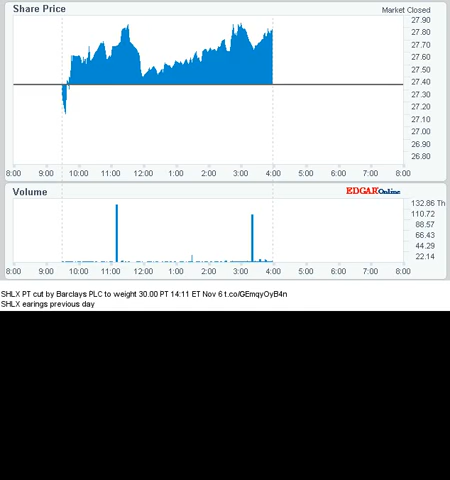 Share Price
Market Closed
27.90
27.80
27.70
27.60
27.50
27.40
27.30
27.20
27.10
27.00
26.90
26.80
8:00 9:00 10:00 11:00 12:00 1:00 2:00 3:00 4:00 5:00 6:00 7:00 8:00
Volume
EDGAROnline
132.86 Th
110.72
88.57
66.43
44.29
22.14
8:00 9:00 10:00 11:00 12:00 1:00 2:00 3:00 4:00 5:00 6:00 7:00 8:00
SHLX PT cut by Barclays PLC to weight 30.00 PT 14:11 ET Nov 6 t.co/GEmqyOyB4n
SHLX earings previous day